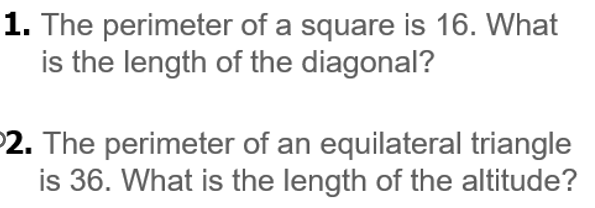 1. The perimeter of a square is 16. What
is the length of the diagonal?
2. The perimeter of an equilateral triangle
is 36. What is the length of the altitude?